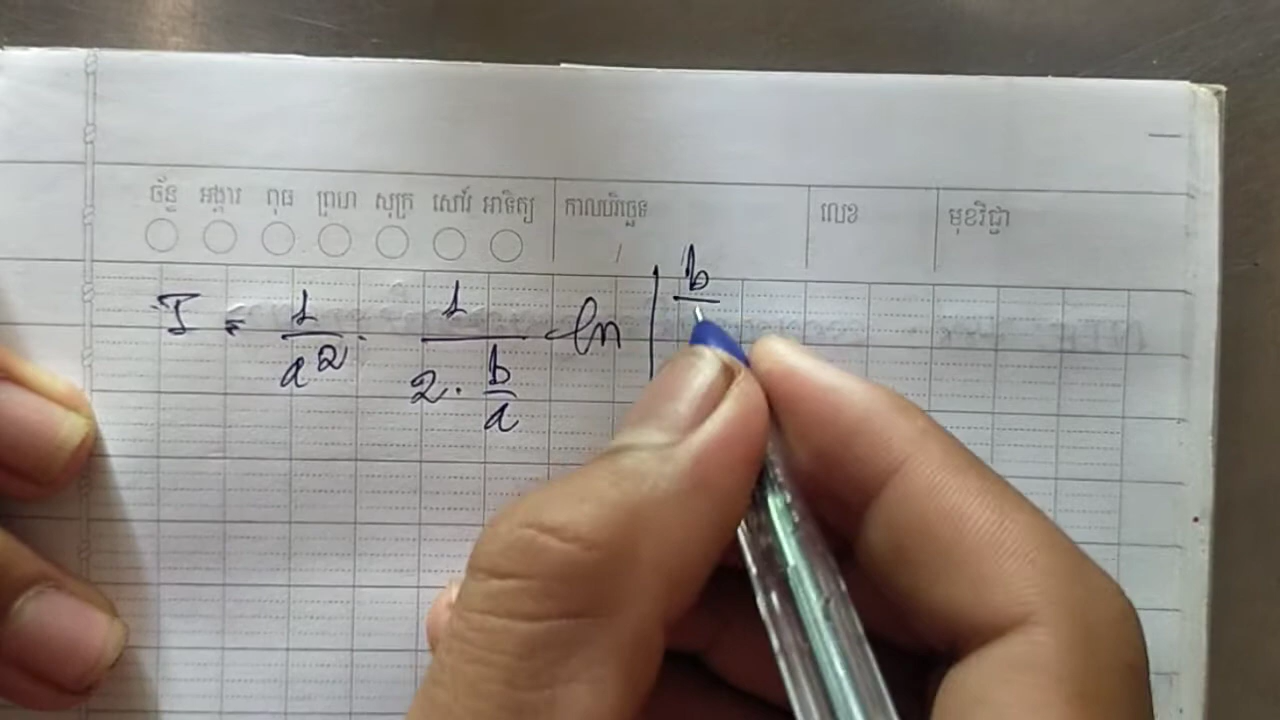 ច័ន្ទ អង្គារ ពុធ ព្រហ សុក្រ សៅរ៍ អាទិត្យ កាលបរិច្ឆេទ លេខ មុខវិជ្ជា
I = 1/a² · 1/(2 · b/a) ln | b/